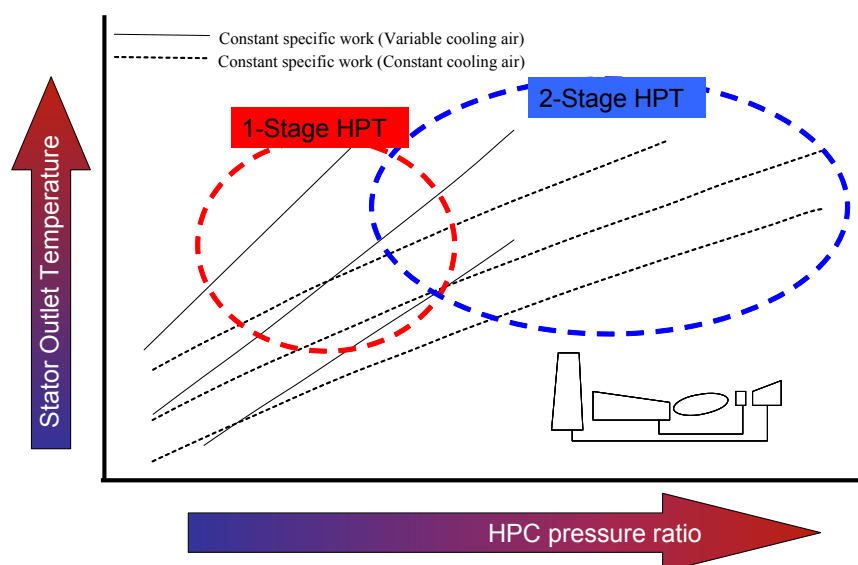 Constant specific work (Variable cooling air)
Constant specific work (Constant cooling air)
2-Stage HPT
1-Stage HPT
Stator Outlet Temperature
HPC pressure ratio